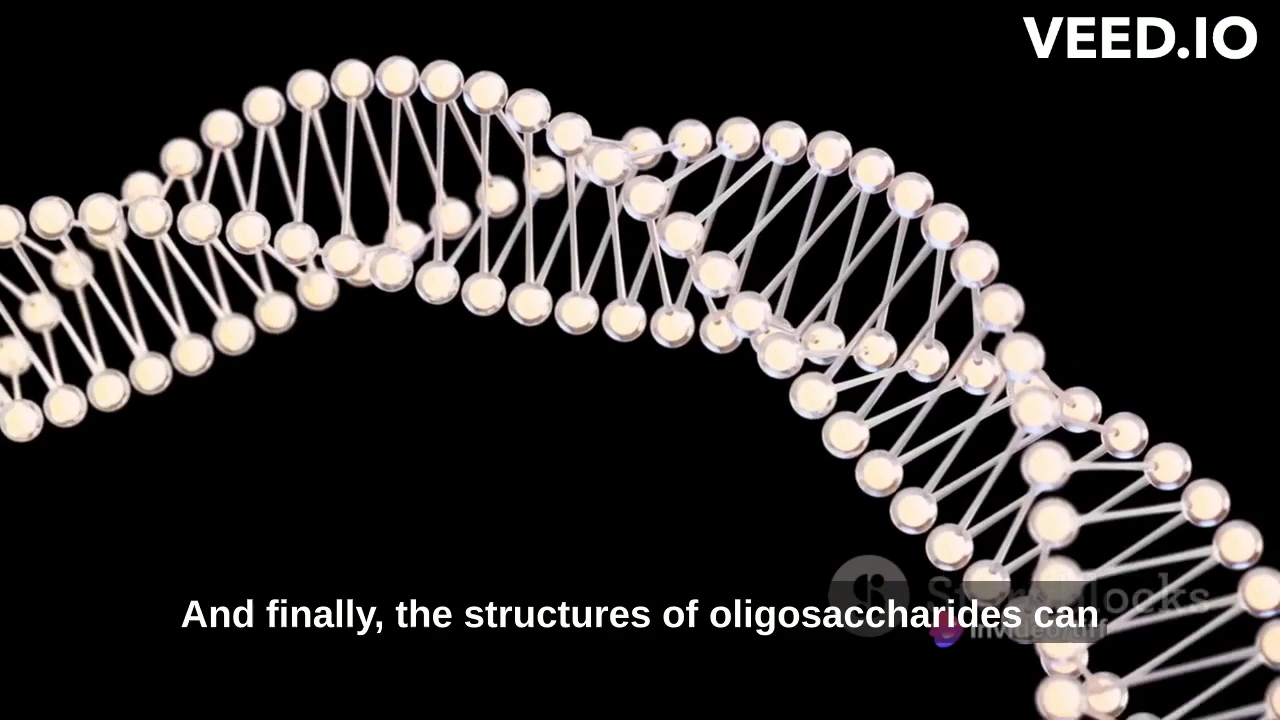 VEED.IO
And finally, the structures of oligosaccharides can